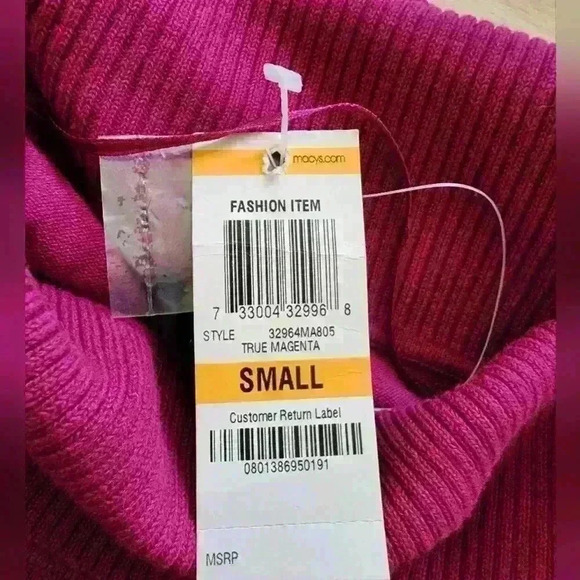 macys.com
FASHION ITEM
7 33004 32996 8
STYLE 32964MA805
TRUE MAGENTA
SMALL
Customer Return Label
0801386950191
MSRP